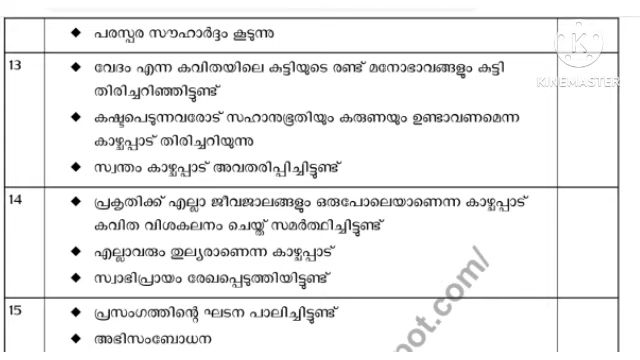 ◆ പരസ്പര സൗഹാർദ്ദം കൂടുന്നു
13 ◆ വേദം എന്ന കവിതയിലെ കുട്ടിയുടെ രണ്ട് മനോഭാവങ്ങളും കുട്ടി
തിരിച്ചറിഞ്ഞിട്ടുണ്ട്
◆ കഷ്ടപെടുന്നവരോട് സഹാനുഭൂതിയും കരുണയും ഉണ്ടാവണമെന്ന
കാഴ്ചപ്പാട് തിരിച്ചറിയുന്നു
◆ സ്വന്തം കാഴ്ചപ്പാട് അവതരിപ്പിച്ചിട്ടുണ്ട്
14 ◆ പ്രകൃതിക്ക് എല്ലാ ജീവജാലങ്ങളും ഒരുപോലെയാണെന്ന കാഴ്ചപ്പാട്
കവിത വിശകലനം ചെയ്ത് സമർത്ഥിച്ചിട്ടുണ്ട്
◆ എല്ലാവരും തുല്യരാണെന്ന കാഴ്ചപ്പാട്
◆ സ്വാഭിപ്രായം രേഖപ്പെടുത്തിയിട്ടുണ്ട്
15 ◆ പ്രസംഗത്തിന്റെ ഘടന പാലിച്ചിട്ടുണ്ട്
◆ അഭിസംബോധന
KINEMASTER
pot.com/